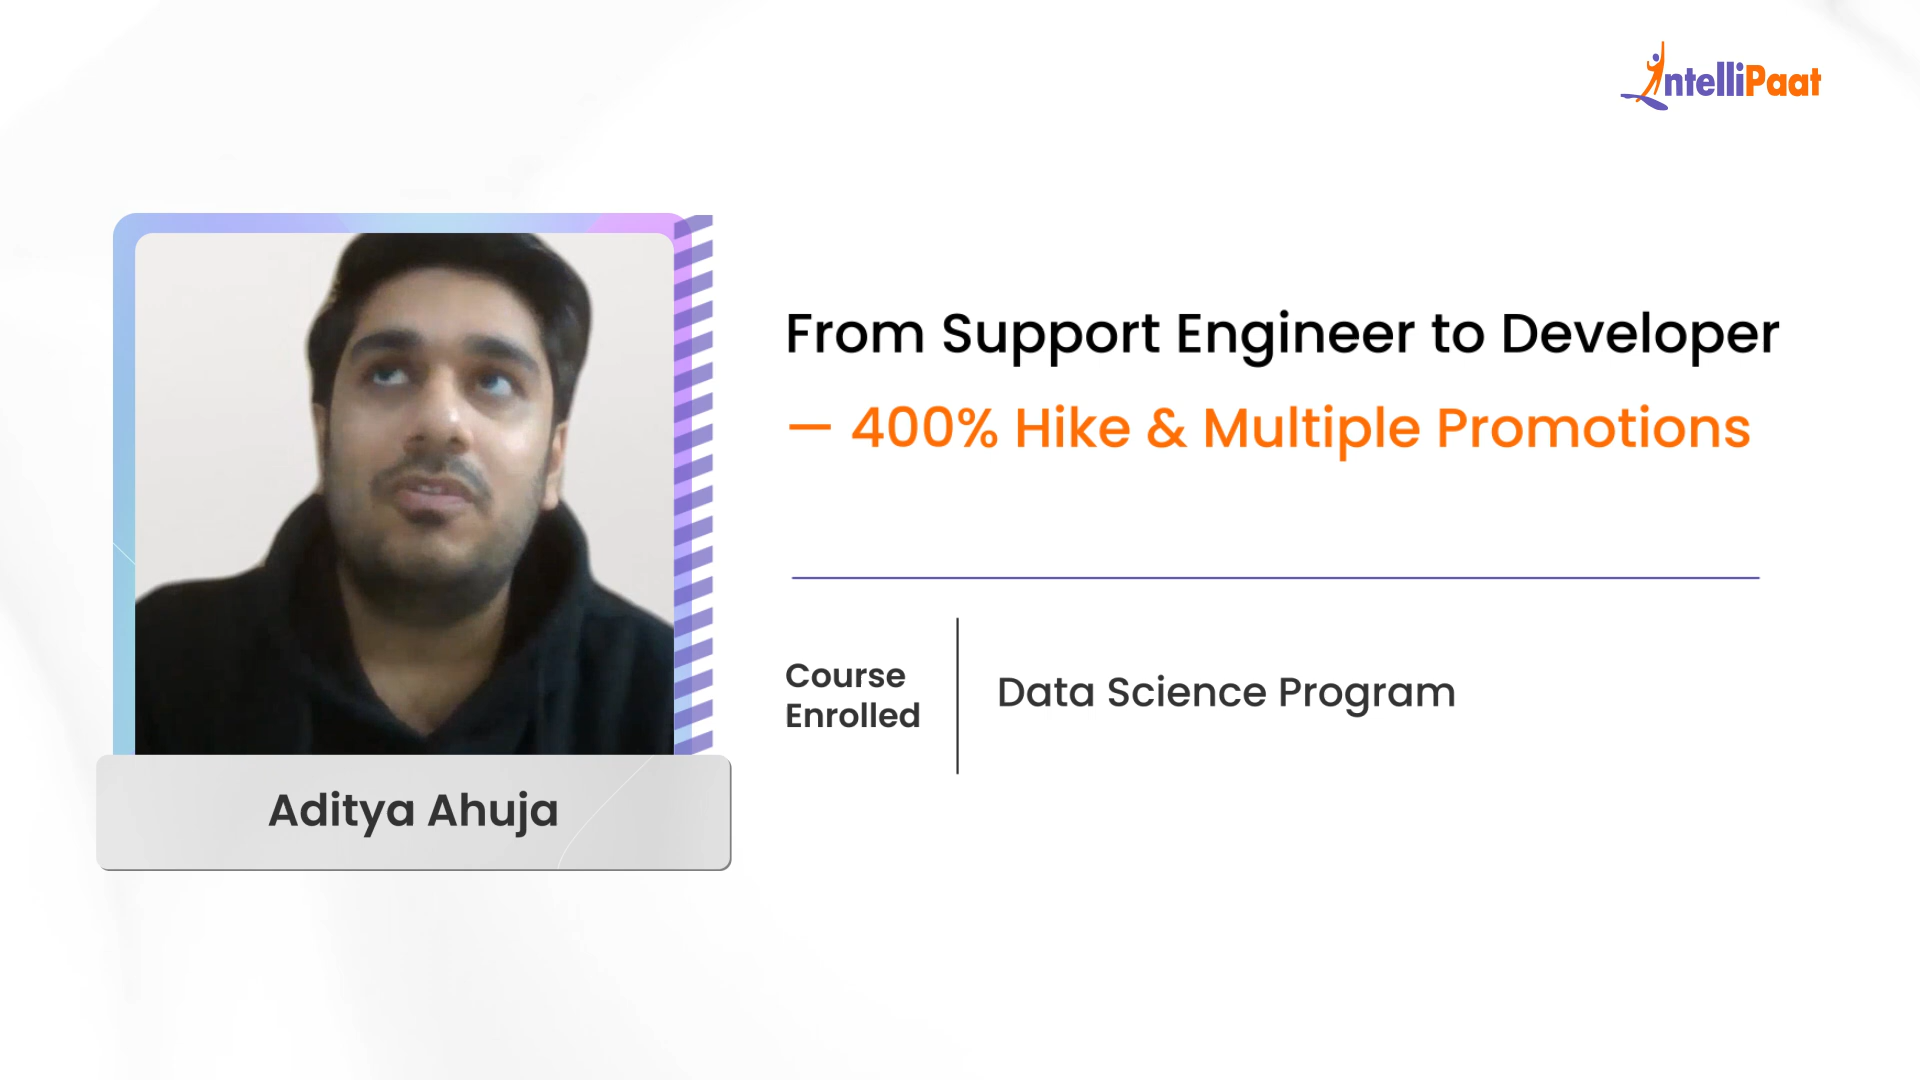 IntelliPaat
From Support Engineer to Developer
— 400% Hike & Multiple Promotions
Course
Enrolled
Data Science Program
Aditya Ahuja